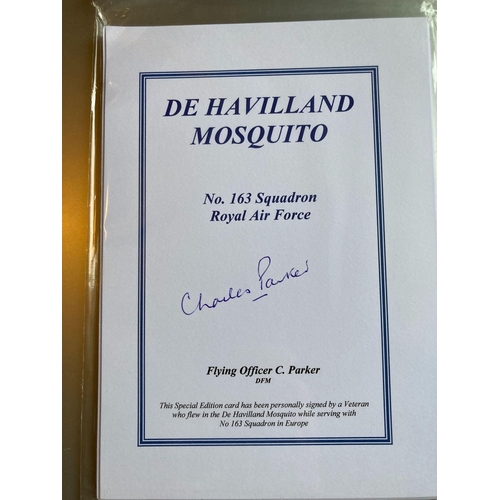 DE HAVILLAND
MOSQUITO
No. 163 Squadron
Royal Air Force
Charles Parker
Flying Officer C. Parker
DFM
This Special Edition card has been personally signed by a Veteran
who flew in the De Havilland Mosquito while serving with
No 163 Squadron in Europe